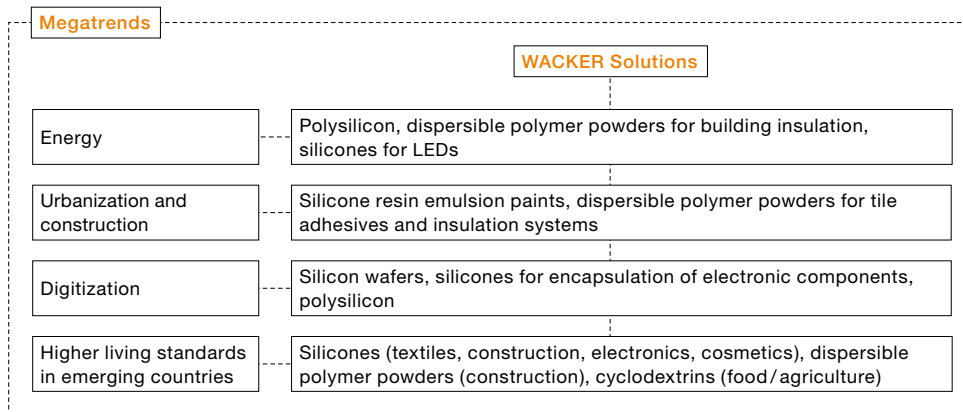 Megatrends
WACKER Solutions
Energy
Polysilicon, dispersible polymer powders for building insulation,
silicones for LEDs
Urbanization and
construction
Silicone resin emulsion paints, dispersible polymer powders for tile
adhesives and insulation systems
Digitization
Silicon wafers, silicones for encapsulation of electronic components,
polysilicon
Higher living standards
in emerging countries
Silicones (textiles, construction, electronics, cosmetics), dispersible
polymer powders (construction), cyclodextrins (food/agriculture)